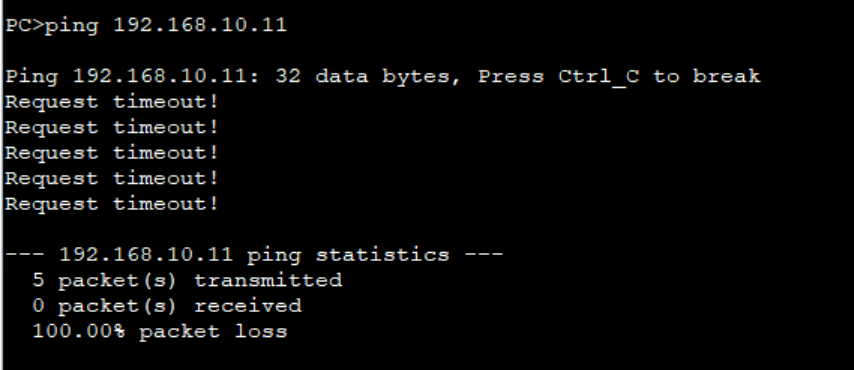 PC>ping 192.168.10.11
Ping 192.168.10.11: 32 data bytes, Press Ctrl_C to break
Request timeout!
Request timeout!
Request timeout!
Request timeout!
Request timeout!
--- 192.168.10.11 ping statistics ---
5 packet(s) transmitted
0 packet(s) received
100.00% packet loss